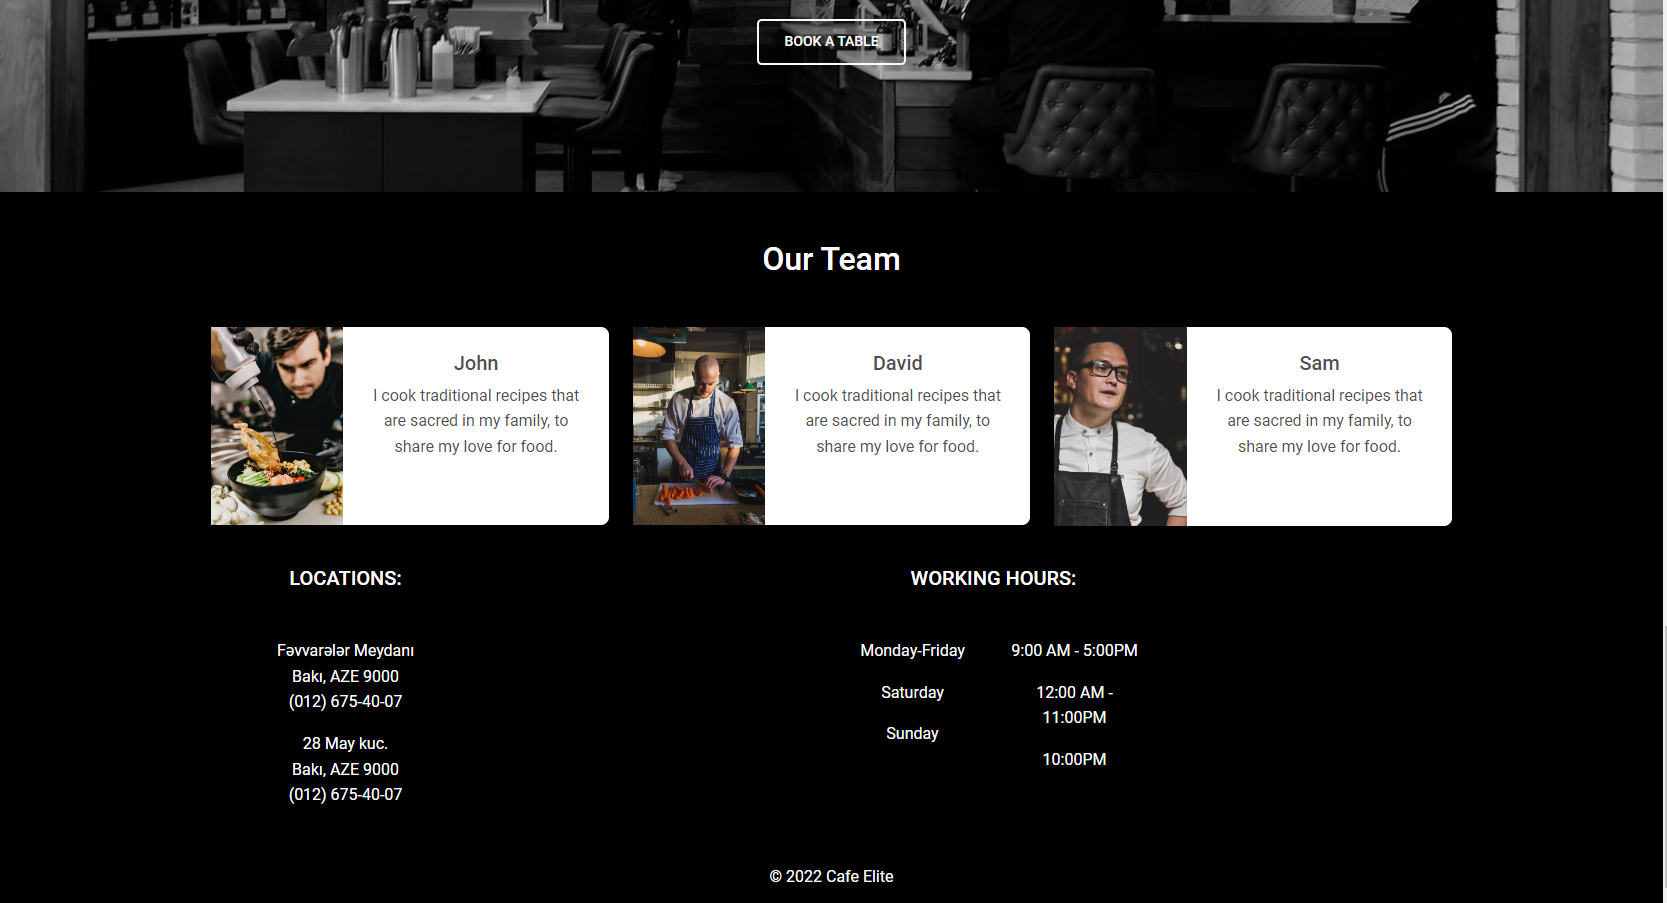 BOOK A TABLE
Our Team
John
I cook traditional recipes that
are sacred in my family, to
share my love for food.
David
I cook traditional recipes that
are sacred in my family, to
share my love for food.
Sam
I cook traditional recipes that
are sacred in my family, to
share my love for food.
LOCATIONS:
Fəvvarələr Meydanı
Bakı, AZE 9000
(012) 675-40-07
28 May kuc.
Bakı, AZE 9000
(012) 675-40-07
WORKING HOURS:
Monday-Friday
Saturday
Sunday
9:00 AM - 5:00PM
12:00 AM -
11:00PM
10:00PM
© 2022 Cafe Elite